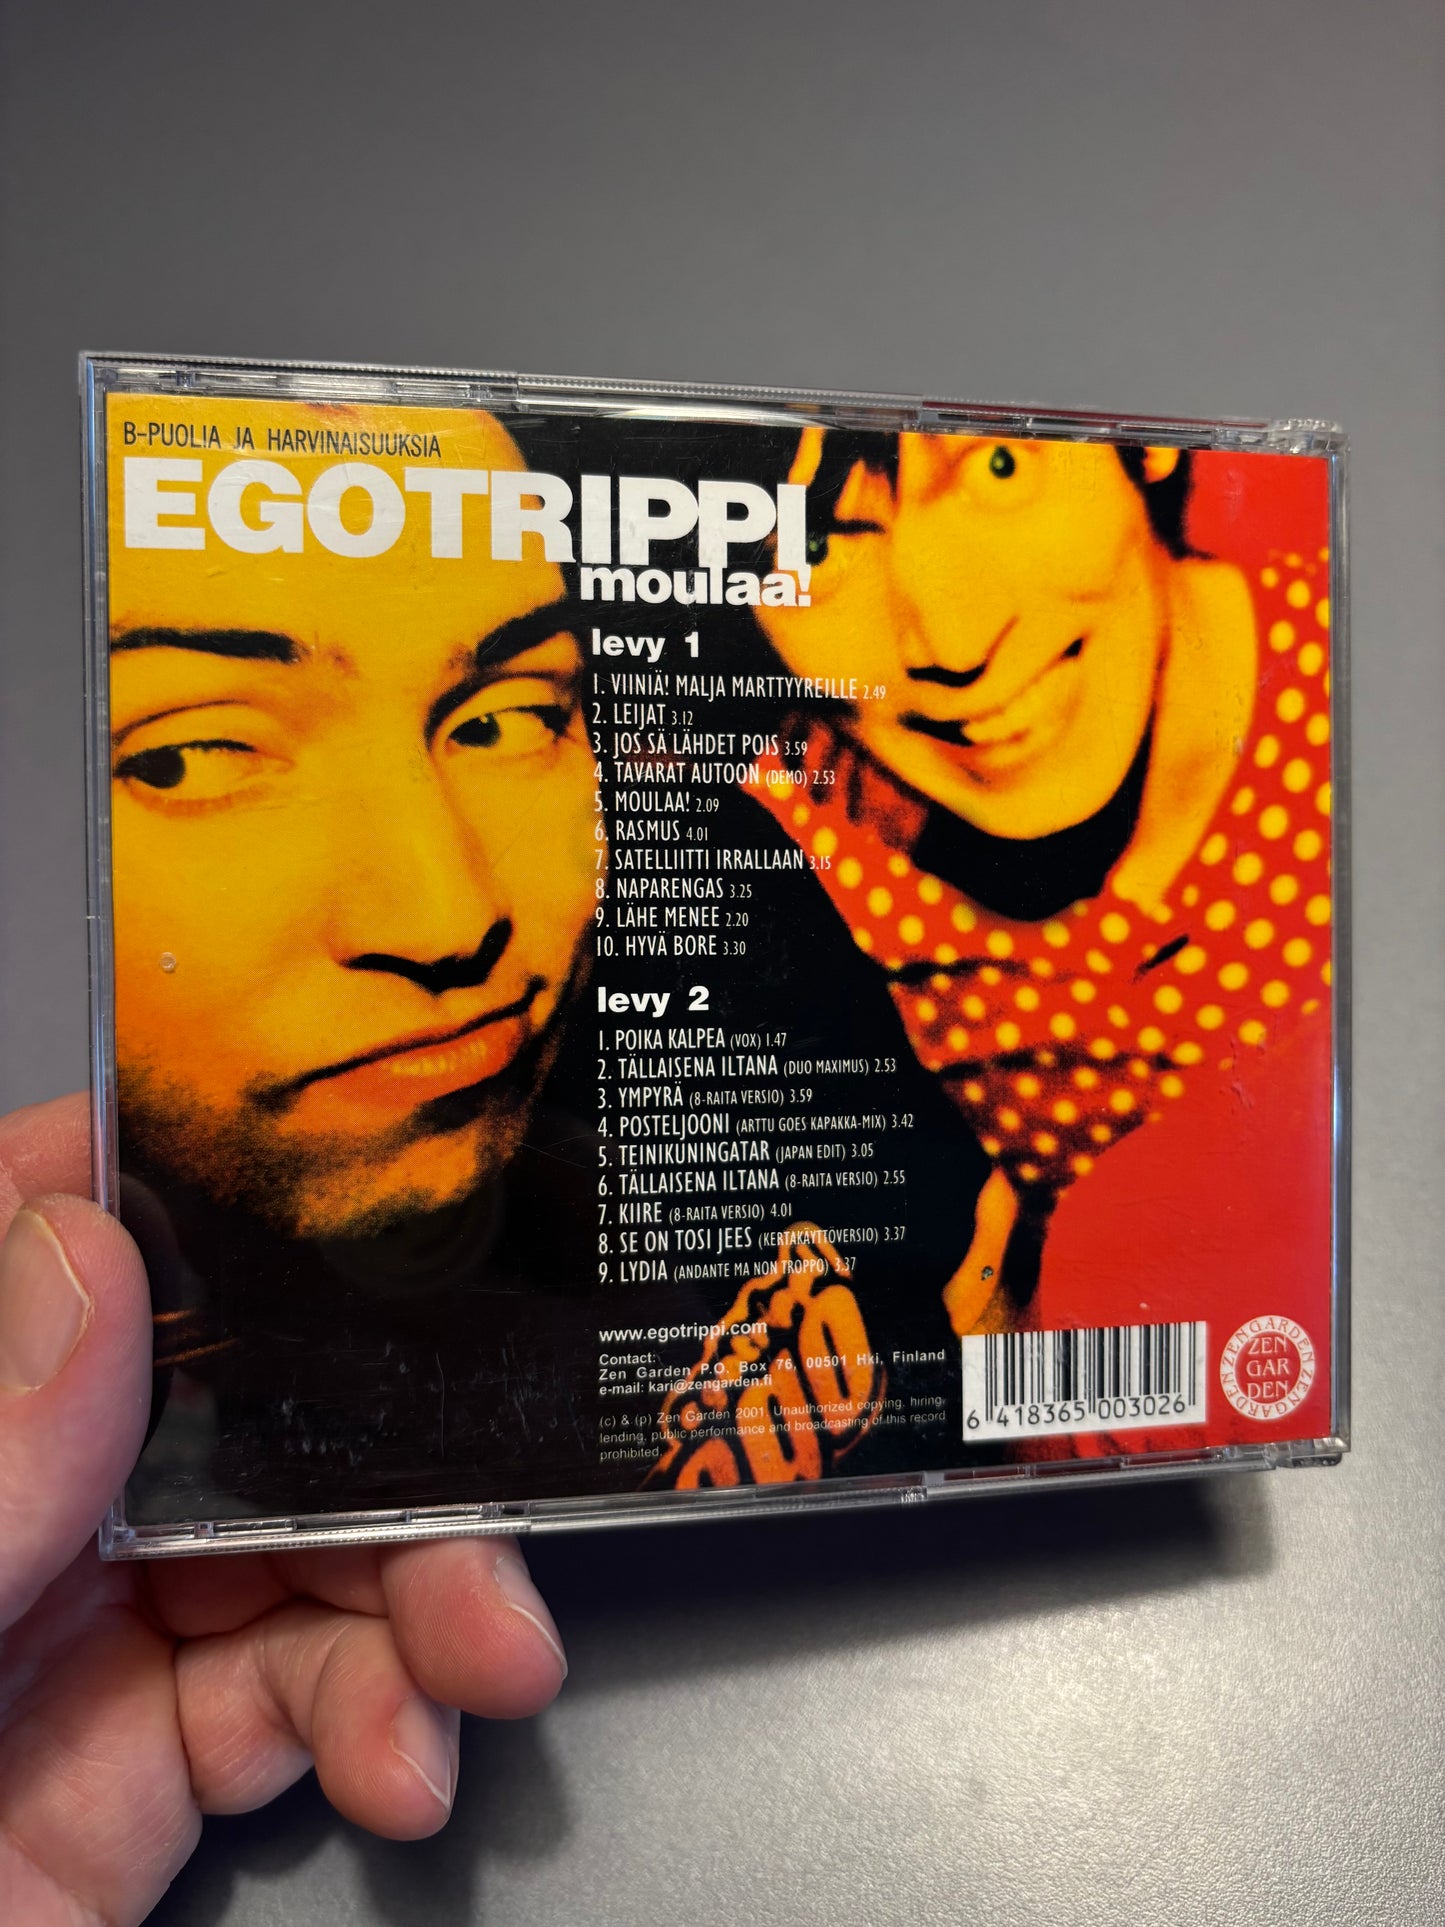 B-PUOLIA JA HARVINAISUUKSIA
EGOTRIPPI
moulaa!
levy 1
1. VIINIÄ! MALJA MARTTYYREILLE 2.49
2. LEIJAT 3.12
3. JOS SÄ LÄHDET POIS 3.59
4. TAVARAT AUTOON (DEMO) 2.53
5. MOULAA! 2.09
6. RASMUS 4.01
7. SATELLIITTI IRRALLAAN 3.15
8. NAPARENGAS 3.25
9. LÄHE MENEE 2.20
10. HYVÄ BORE 3.30
levy 2
1. POIKA KALPEA (VOX) 1.47
2. TÄLLAISENA ILTANA (DUO MAXIMUS) 2.53
3. YMPYRÄ (8-RAITA VERSIO) 3.59
4. POSTELJOONI (ARTTU GOES KAPAKKA-MIX) 3.42
5. TEINIKUNINGATAR (JAPAN EDIT) 3.05
6. TÄLLAISENA ILTANA (8-RAITA VERSIO) 2.55
7. KIIRE (8-RAITA VERSIO) 4.01
8. SE ON TOSI JEES (KERTAKÄYTTÖVERSIO) 3.37
9. LYDIA (ANDANTE MA NON TROPPO) 3.37
www.egotrippi.com
Contact:
Zen Garden P.O. Box 76, 00501 Hki, Finland
e-mail: kari@zengarden.fi
(c) & (p) Zen Garden 2001. Unauthorized copying, hiring,
lending, public performance and broadcasting of this record
prohibited.
6 418365 003026
ZENGARDENZENGARDENZENGARDEN
ZEN
GAR
DEN